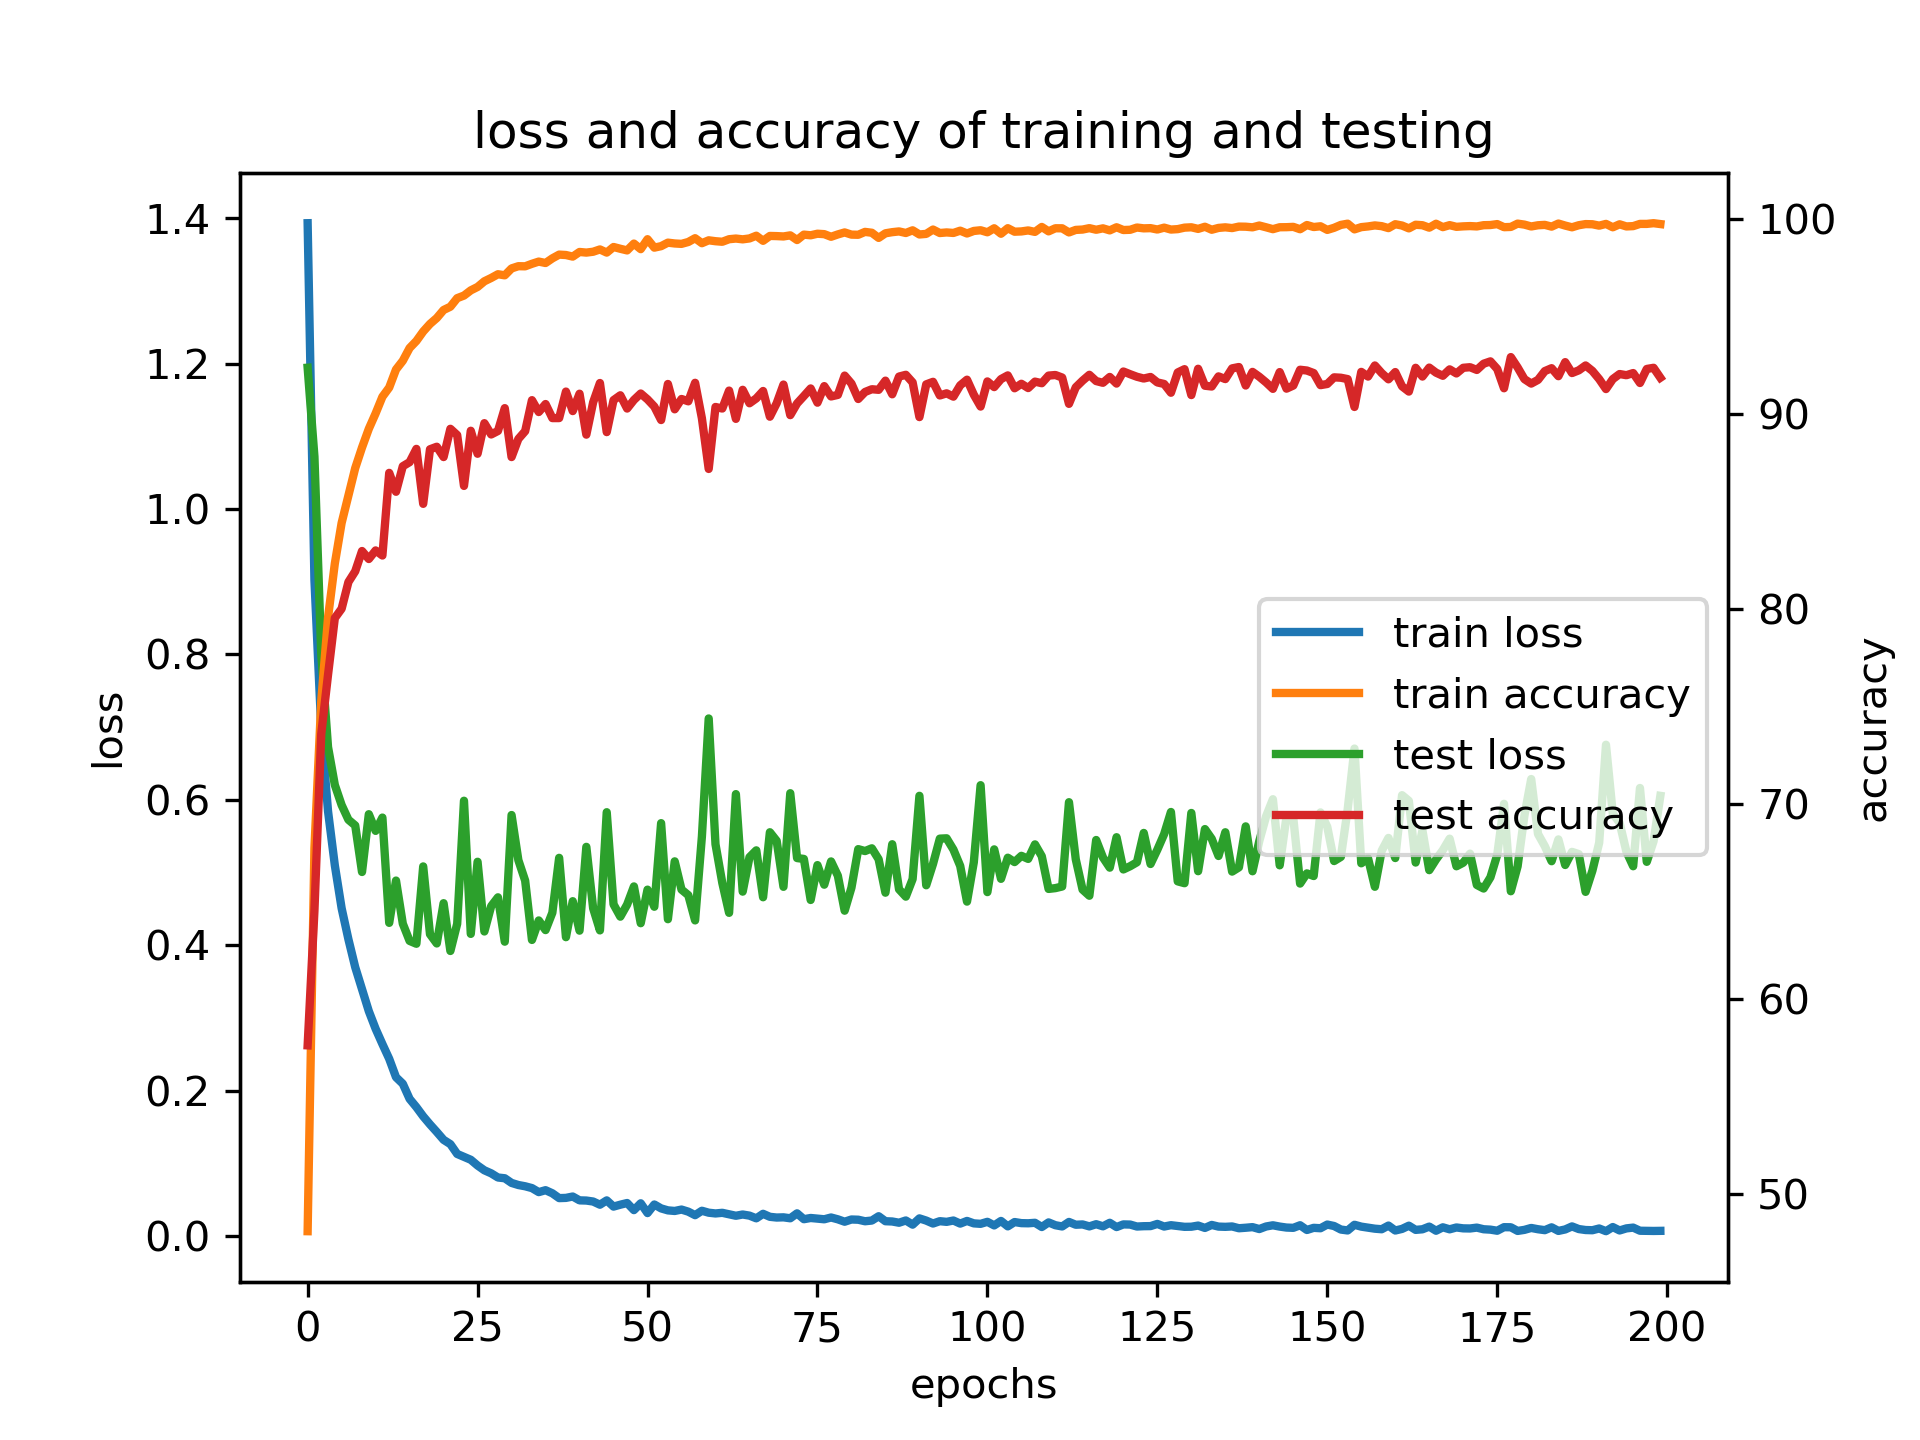 loss and accuracy of training and testing
1.4
1.2
1.0
0.8
0.6
0.4
0.2
0.0
loss
100
90
80
70
60
50
accuracy
train loss
train accuracy
test loss
test accuracy
0 25 50 75 100 125 150 175 200
epochs